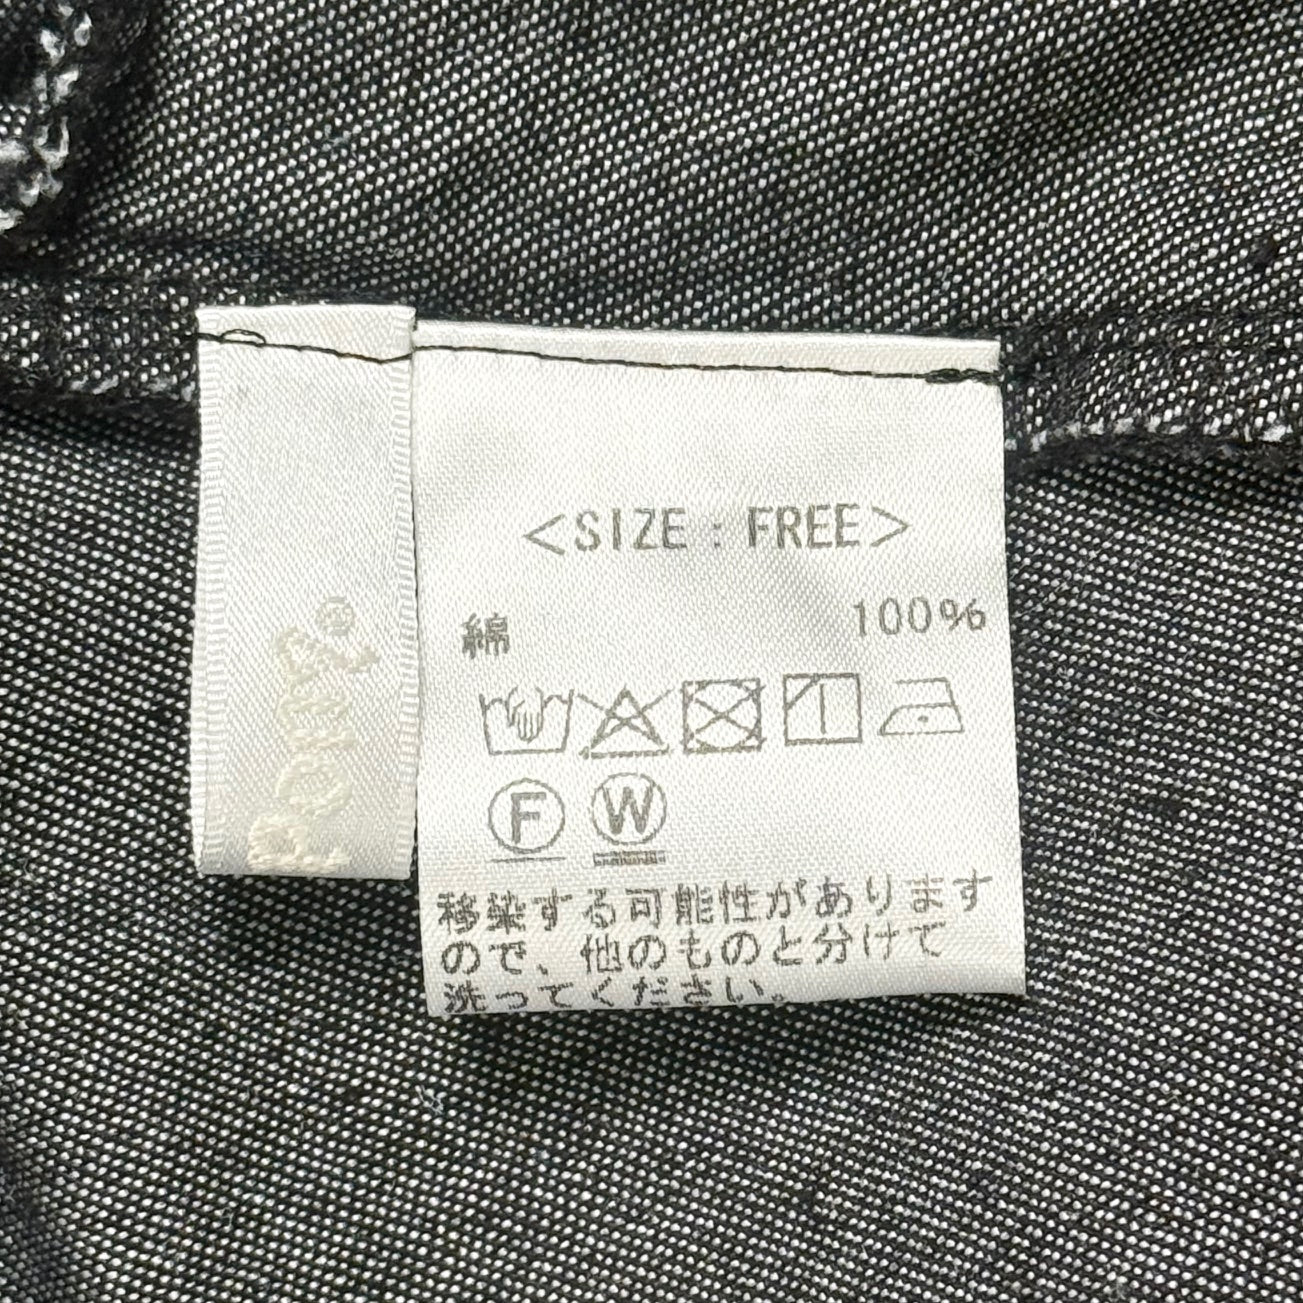 <SIZE : FREE>
綿 100%
F W
移染する可能性があります
ので、他のものと分けて
洗ってください。